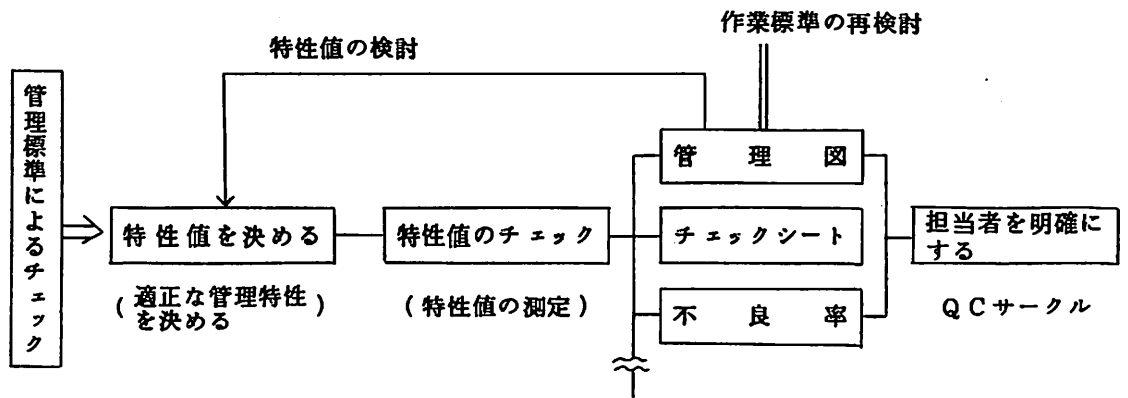 作業標準の再検討
特性値の検討
管理標準によるチェック
管理図
特性値を決める
特性値のチェック
チェックシート
担当者を明確に
する
(適正な管理特性
を決める)
(特性値の測定)
不良率
QCサークル